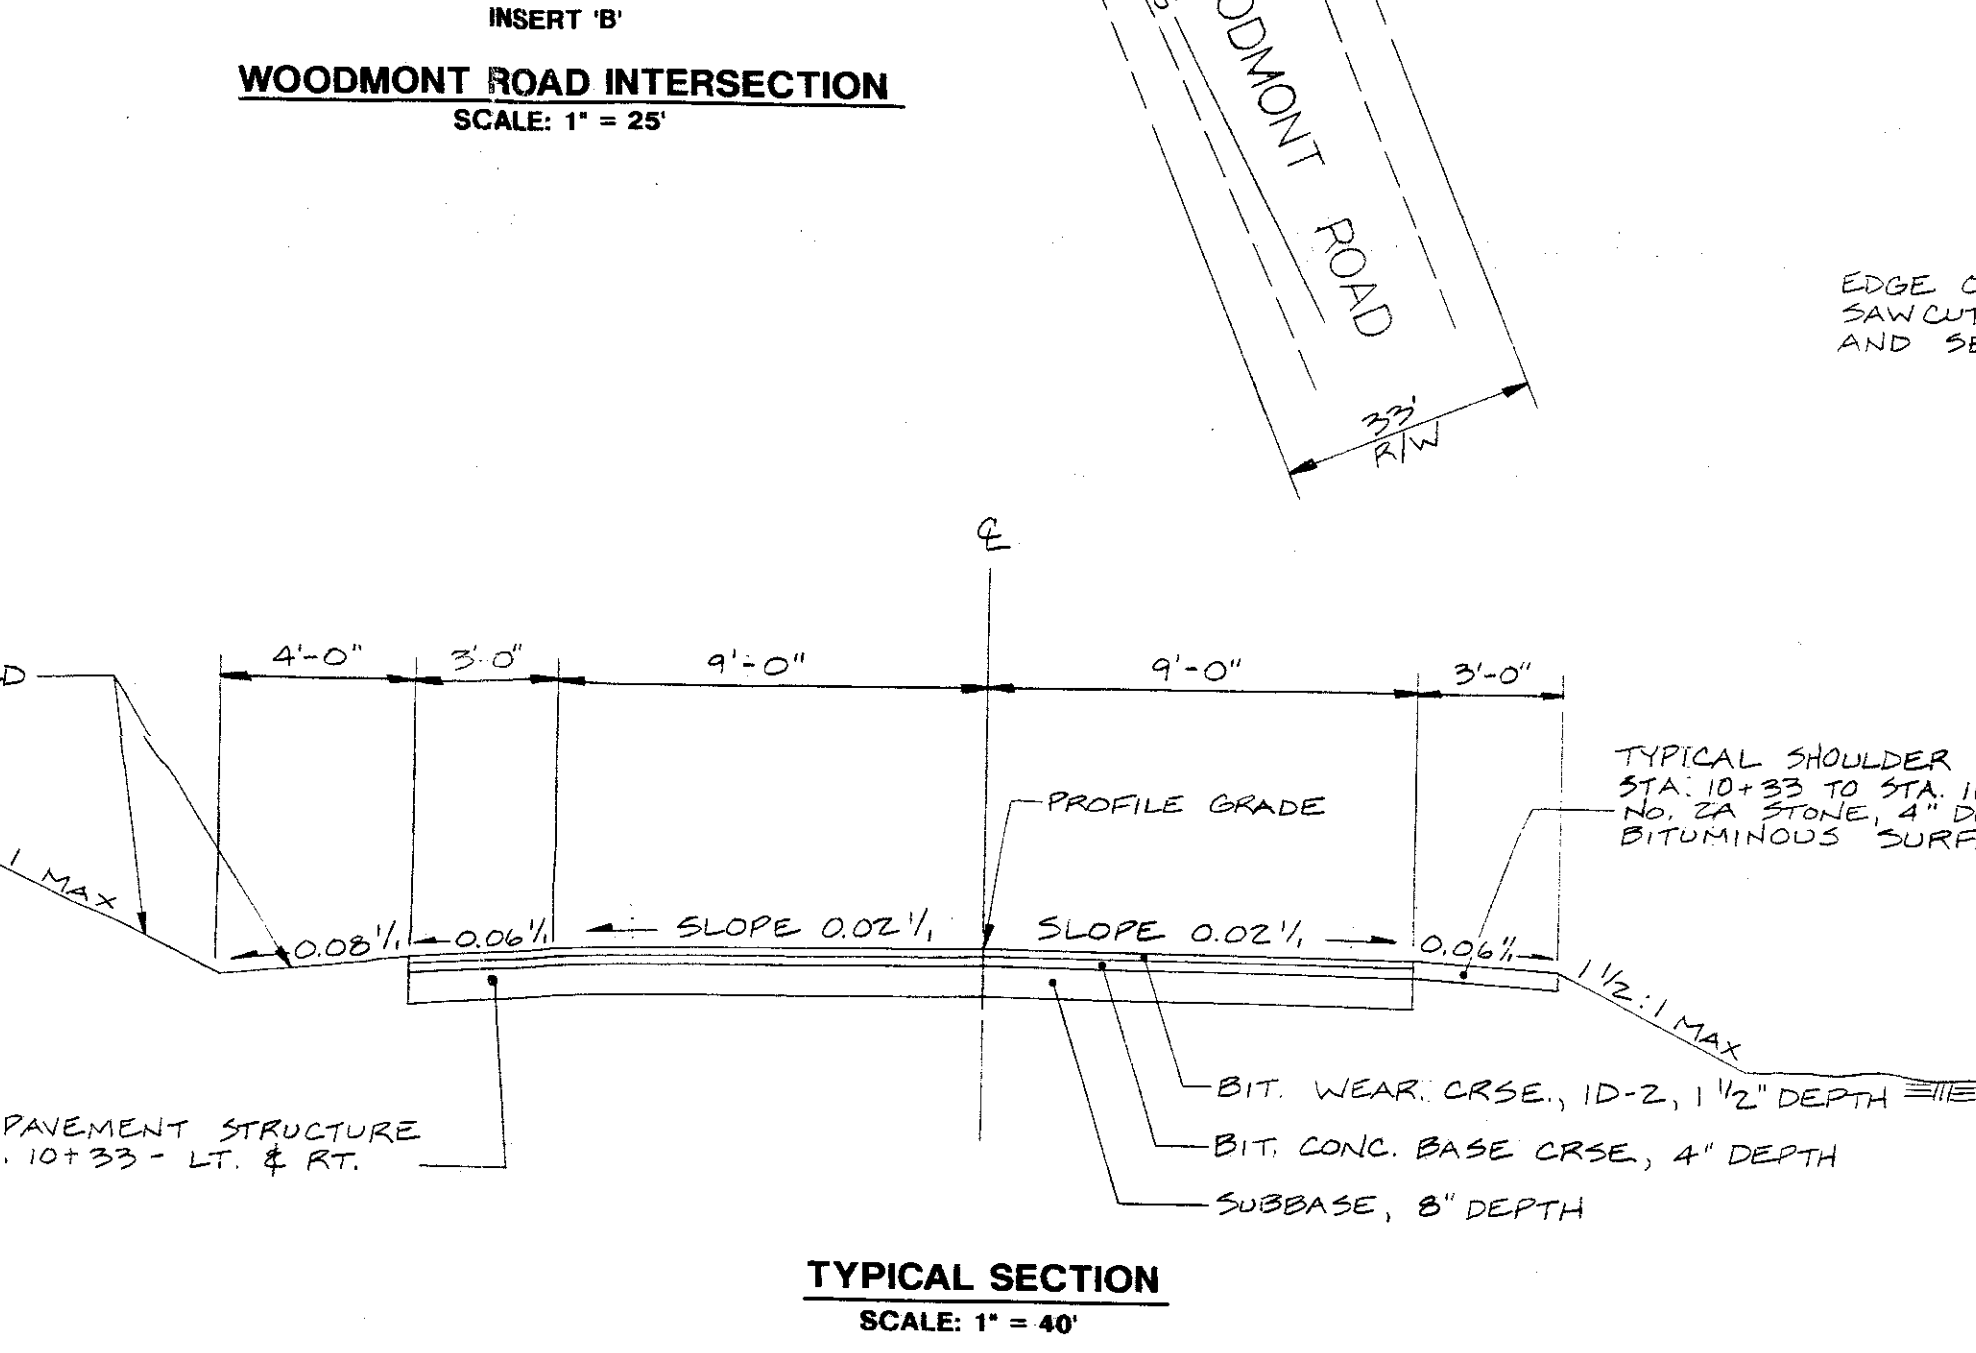 INSERT 'B'
WOODMONT ROAD INTERSECTION
SCALE: 1" = 25'
ODMONT ROAD
EDGE
SAWCUT
AND
33'
R/W
℄
4'-0"
3'-0"
9'-0"
9'-0"
3'-0"
D
TYPICAL SHOULDER
STA. 10+33 TO STA. 1
NO. 2A STONE, 4" D
BITUMINOUS SURF
PROFILE GRADE
1 MAX
0.08'/,
0.06'/,
SLOPE 0.02'/,
SLOPE 0.02'/,
0.06'/,
1 1/2:1 MAX
BIT. WEAR. CRSE., ID-2, 1 1/2" DEPTH
PAVEMENT STRUCTURE
. 10+33 - LT. & RT.
BIT. CONC. BASE CRSE., 4" DEPTH
SUBBASE, 8" DEPTH
TYPICAL SECTION
SCALE: 1" = 40'